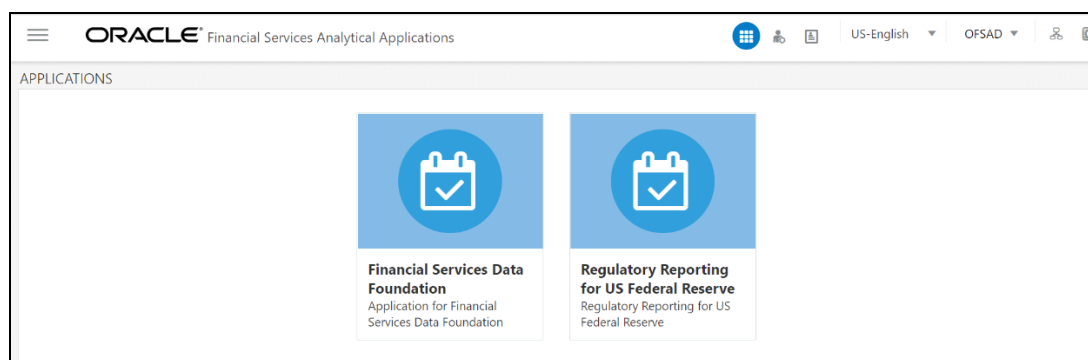 ORACLE® Financial Services Analytical Applications
US-English
OFSAD
APPLICATIONS
Financial Services Data
Foundation
Application for Financial
Services Data Foundation
Regulatory Reporting
for US Federal Reserve
Regulatory Reporting for US
Federal Reserve